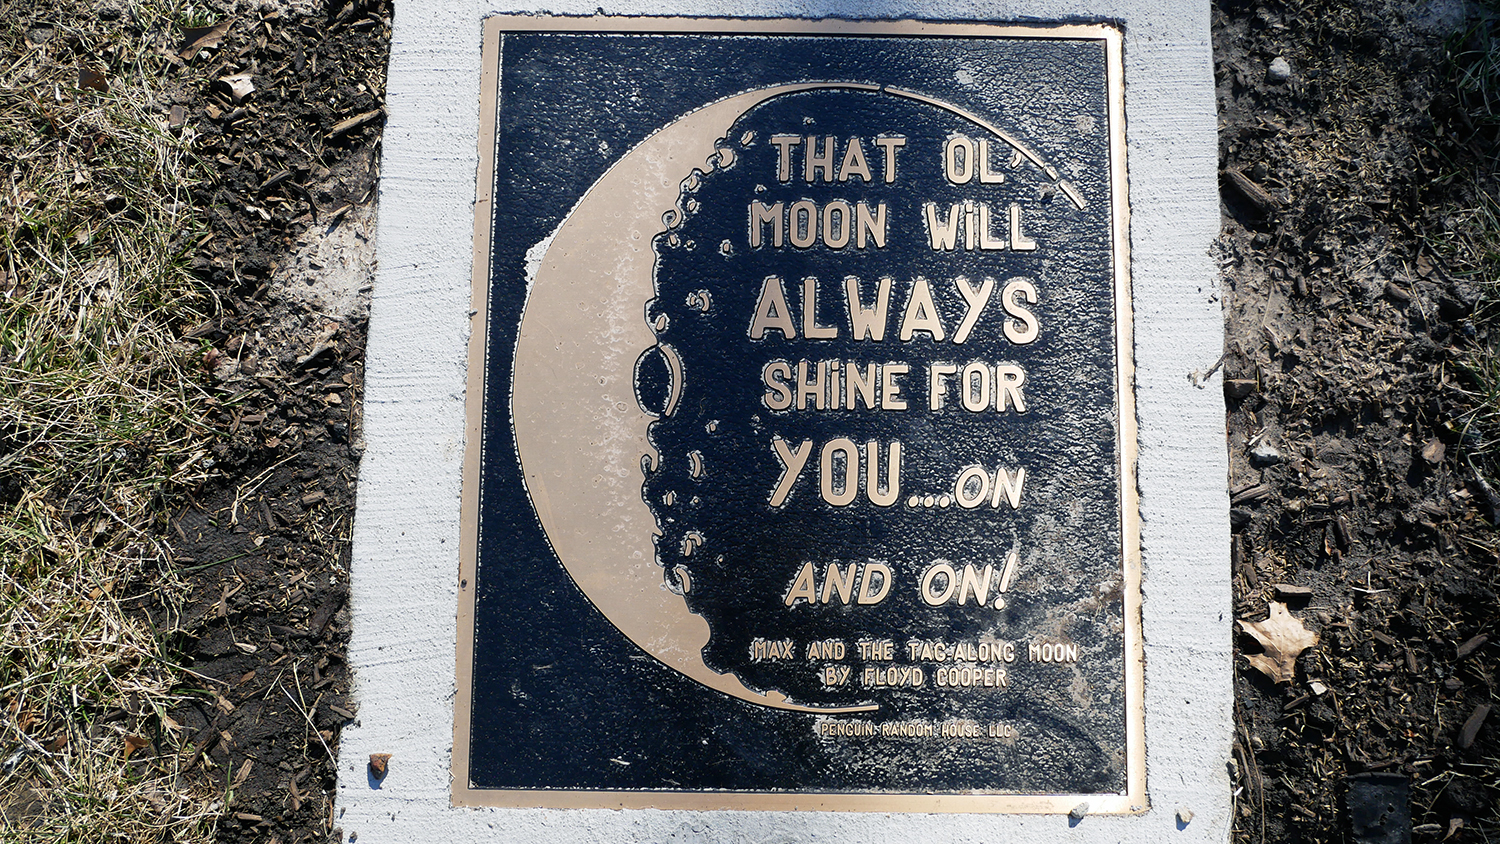 THAT OL'
MOON WiLL
ALWAYS
SHiNE FOR
YOU....ON
AND ON!
MAX AND THE TAG-ALONG MOON
BY FLOYD COOPER
PENGUIN RANDOM HOUSE LLC